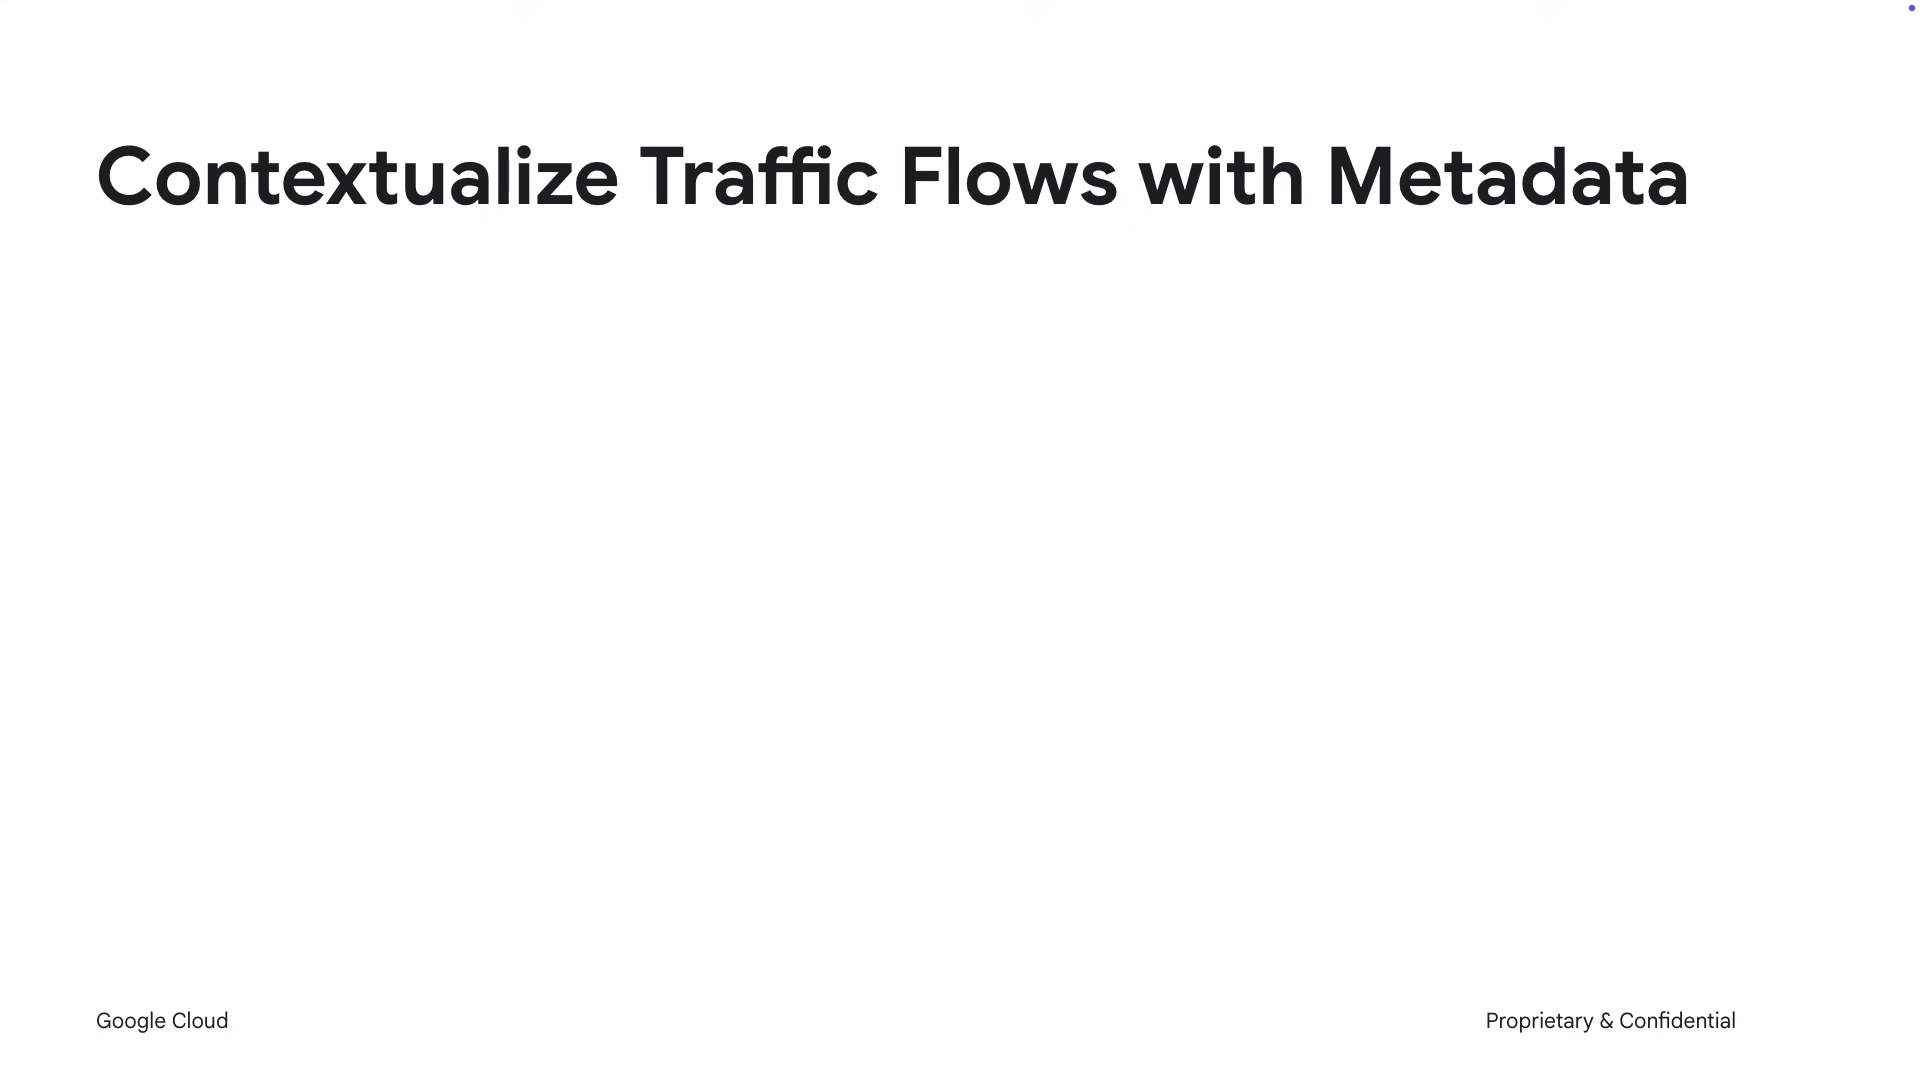 Contextualize Traffic Flows with Metadata
Google Cloud
Proprietary & Confidential